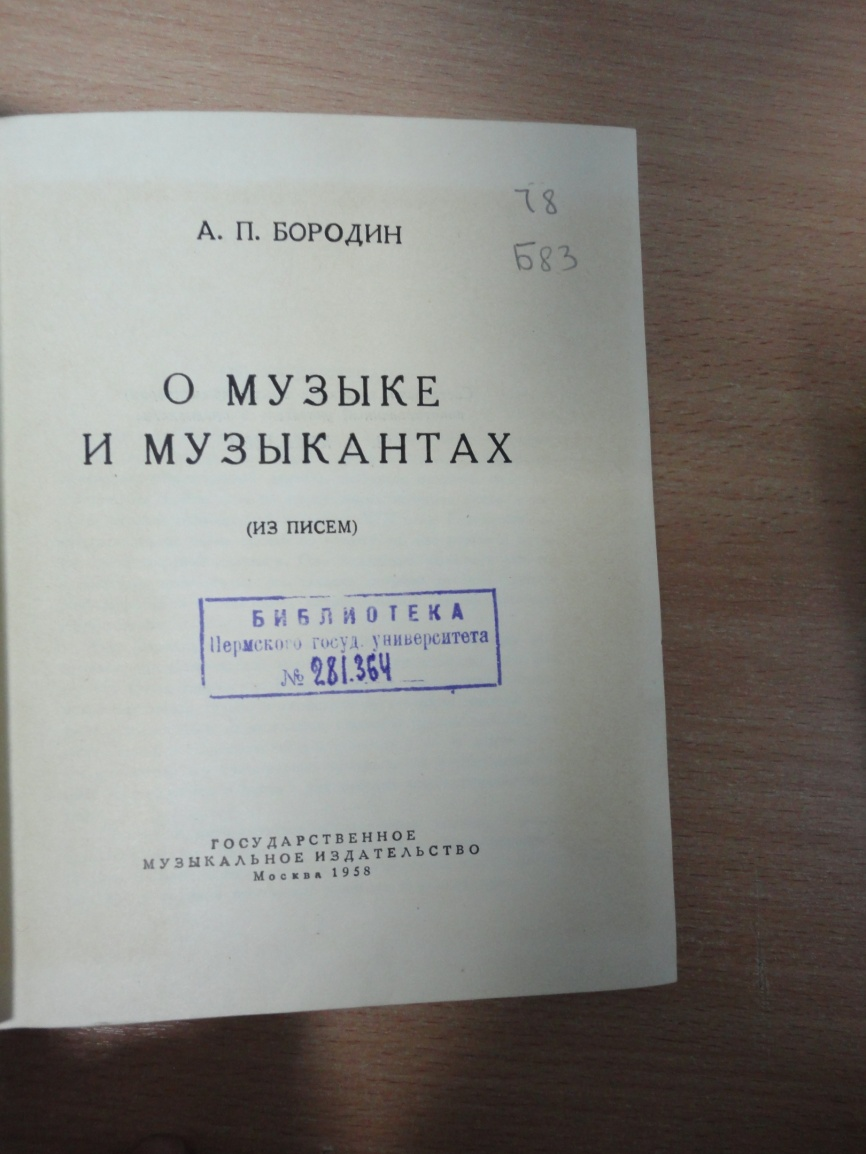 78
А. П. БОРОДИН
Б83
О МУЗЫКЕ
И МУЗЫКАНТАХ
(ИЗ ПИСЕМ)
БИБЛИОТЕКА
Пермского госуд. университета
№ 281.364
ГОСУДАРСТВЕННОЕ
МУЗЫКАЛЬНОЕ ИЗДАТЕЛЬСТВО
Москва 1958